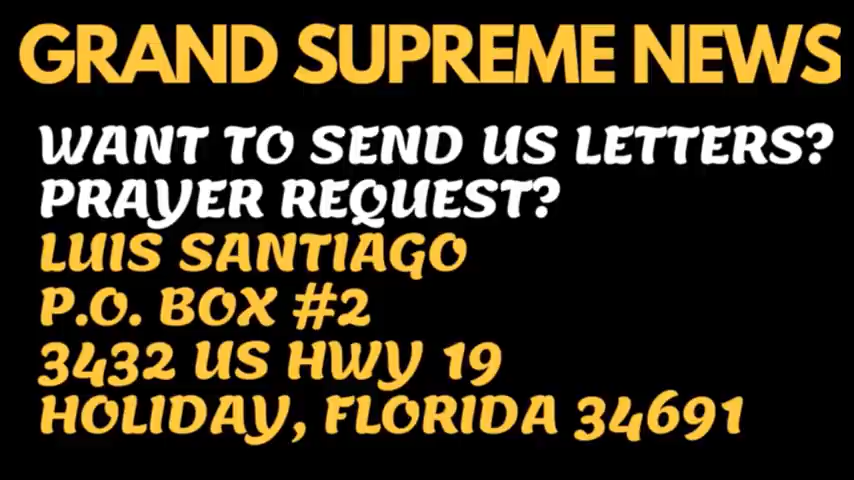 GRAND SUPREME NEWS
WANT TO SEND US LETTERS?
PRAYER REQUEST?
LUIS SANTIAGO
P.O. BOX #2
3432 US HWY 19
HOLIDAY, FLORIDA 34691